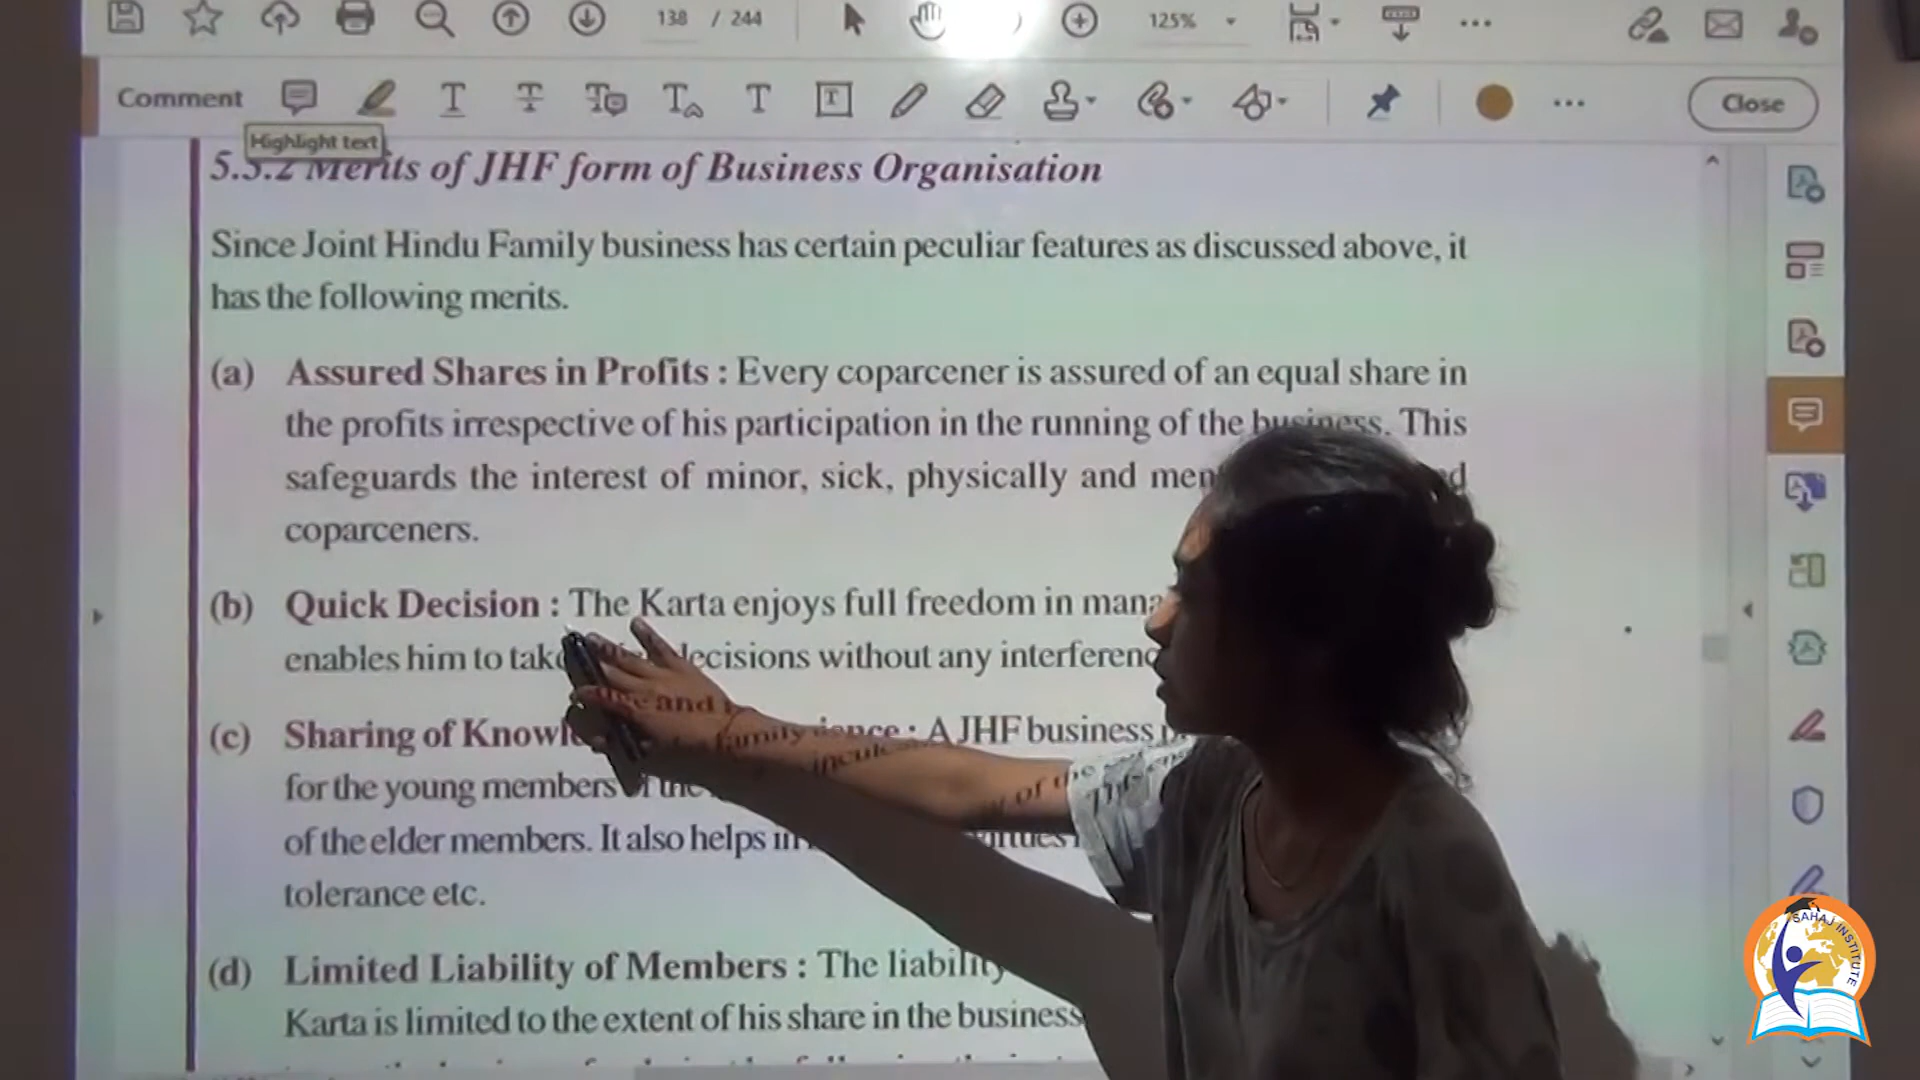 138 / 244
125%
Comment
Close
Highlight text
5.5.2 Merits of JHF form of Business Organisation
Since Joint Hindu Family business has certain peculiar features as discussed above, it
has the following merits.
(a) Assured Shares in Profits : Every coparcener is assured of an equal share in
the profits irrespective of his participation in the running of the business. This
safeguards the interest of minor, sick, physically and
coparceners.
(b) Quick Decision : The Karta enjoys full freedom in
enables him to take decisions without any
(c) Sharing of : A JHF business
for the young members of the
of the elder members. It also helps in
tolerance etc.
(d) Limited Liability of Members : The liability
Karta is limited to the extent of his share in the business
SAHAJ INSTITUTE